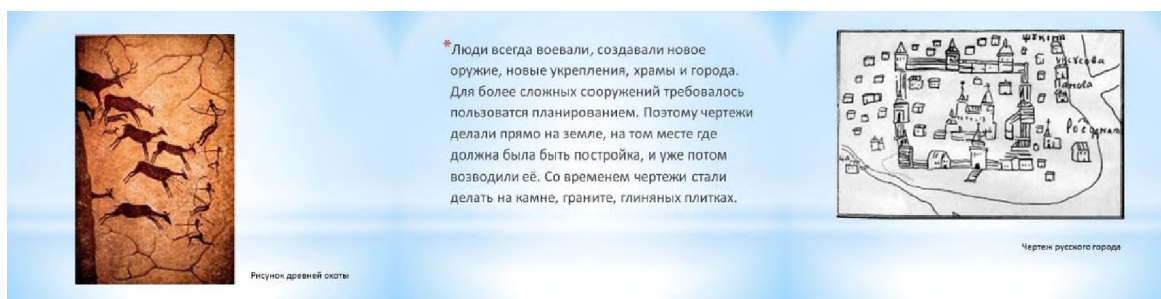 Рисунок древней охоты
*Люди всегда воевали, создавали новое
оружие, новые укрепления, храмы и города.
Для более сложных сооружений требовалось
пользоватся планированием. Поэтому чертежи
делали прямо на земле, на том месте где
должна была быть постройка, и уже потом
возводили её. Со временем чертежи стали
делать на камне, граните, глиняных плитках.
Чертеж русского города